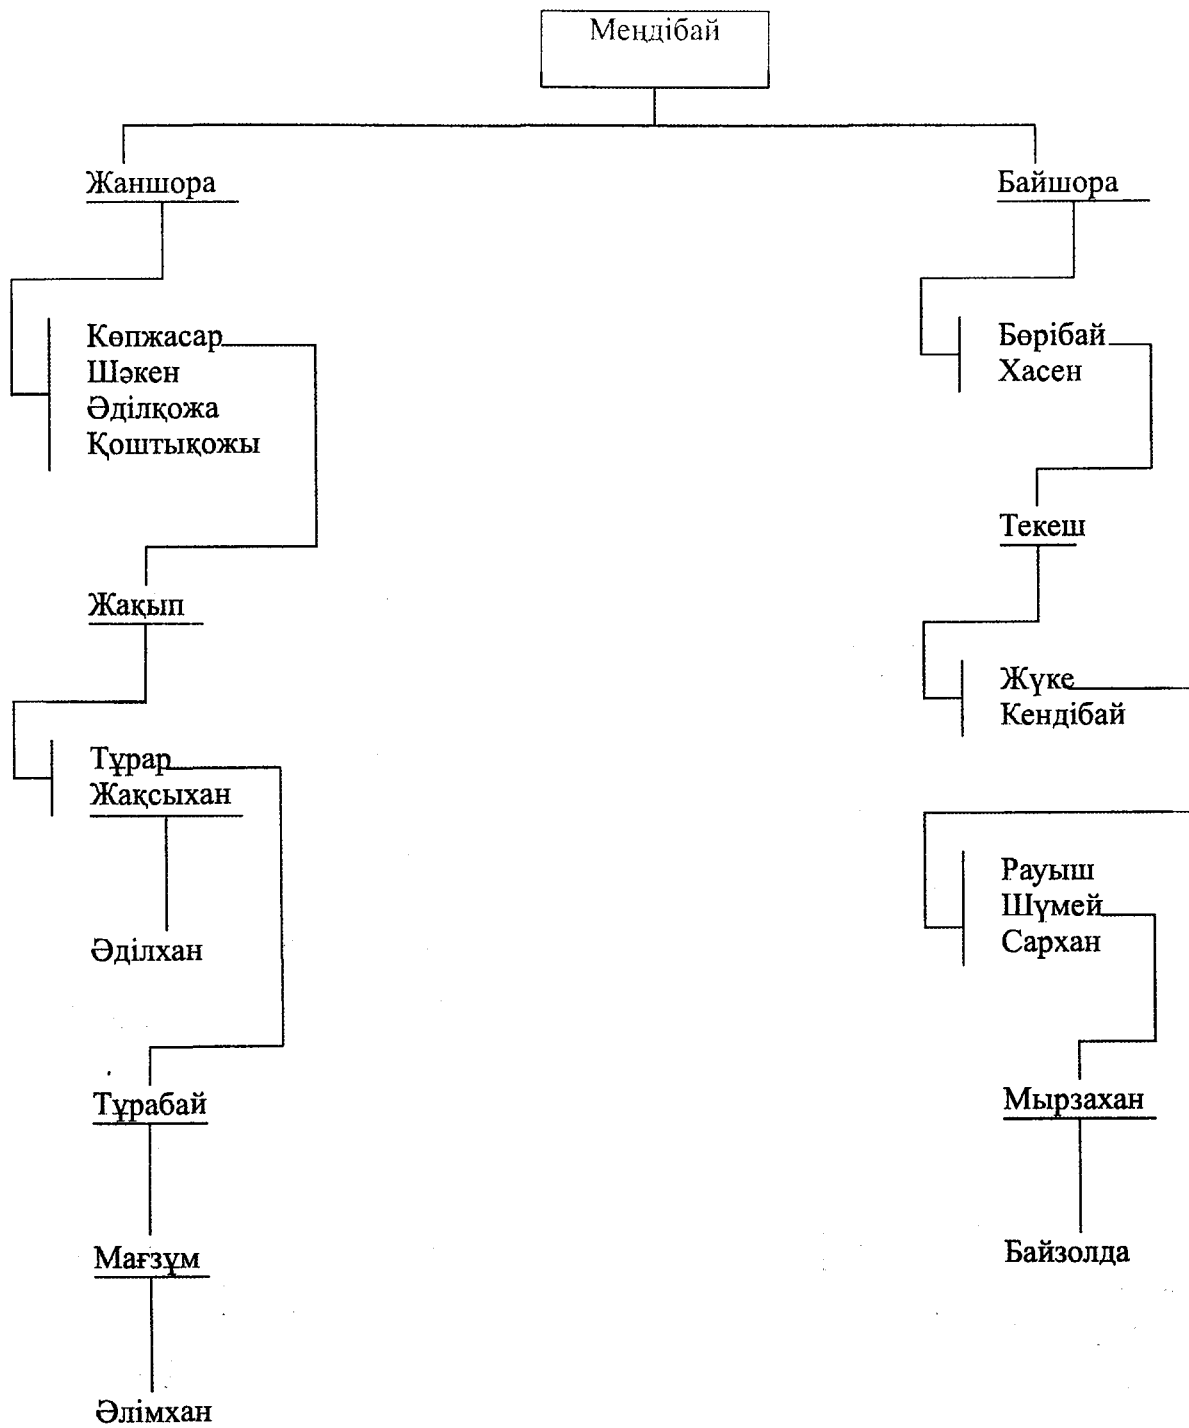 Меңдібай
Жаншора
Көпжасар
Шәкен
Әділқожа
Қоштықожы
Жақып
Тұрар
Жақсыхан
Әділхан
Тұрабай
Мағзұм
Әлімхан
Байшора
Бөрібай
Хасен
Текеш
Жүке
Кендібай
Рауыш
Шүмей
Сархан
Мырзахан
Байзолда